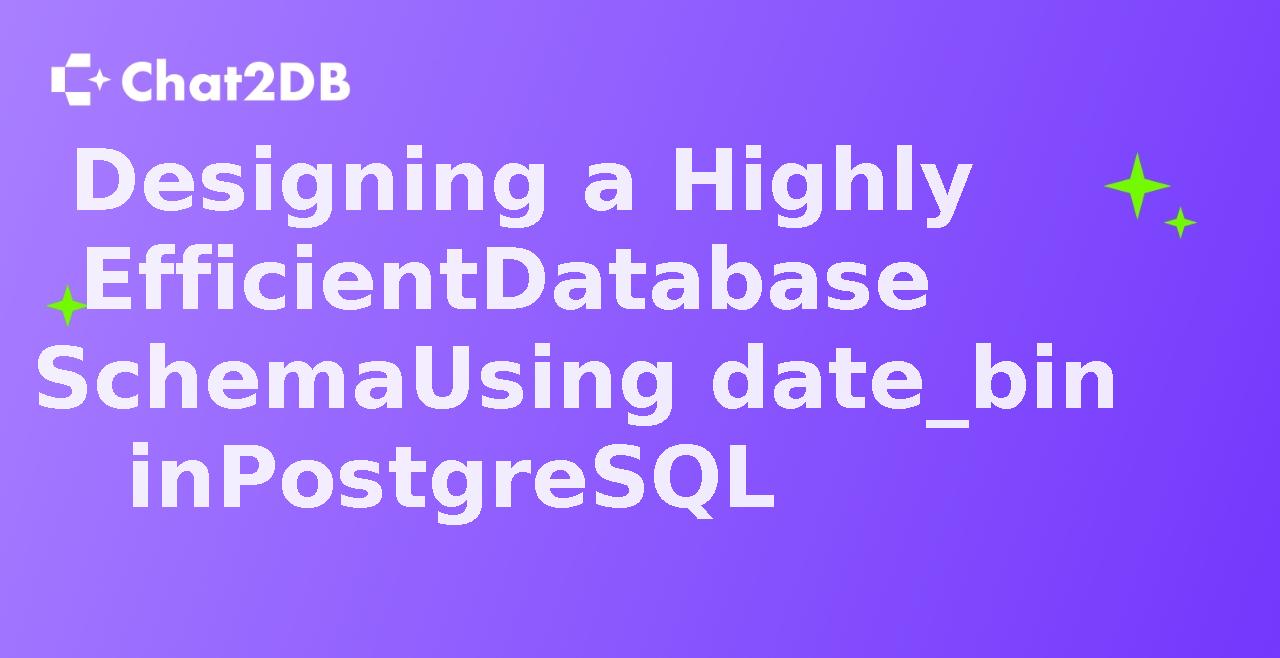 Chat2DB
Designing a Highly
EfficientDatabase
SchemaUsing date_bin
inPostgreSQL